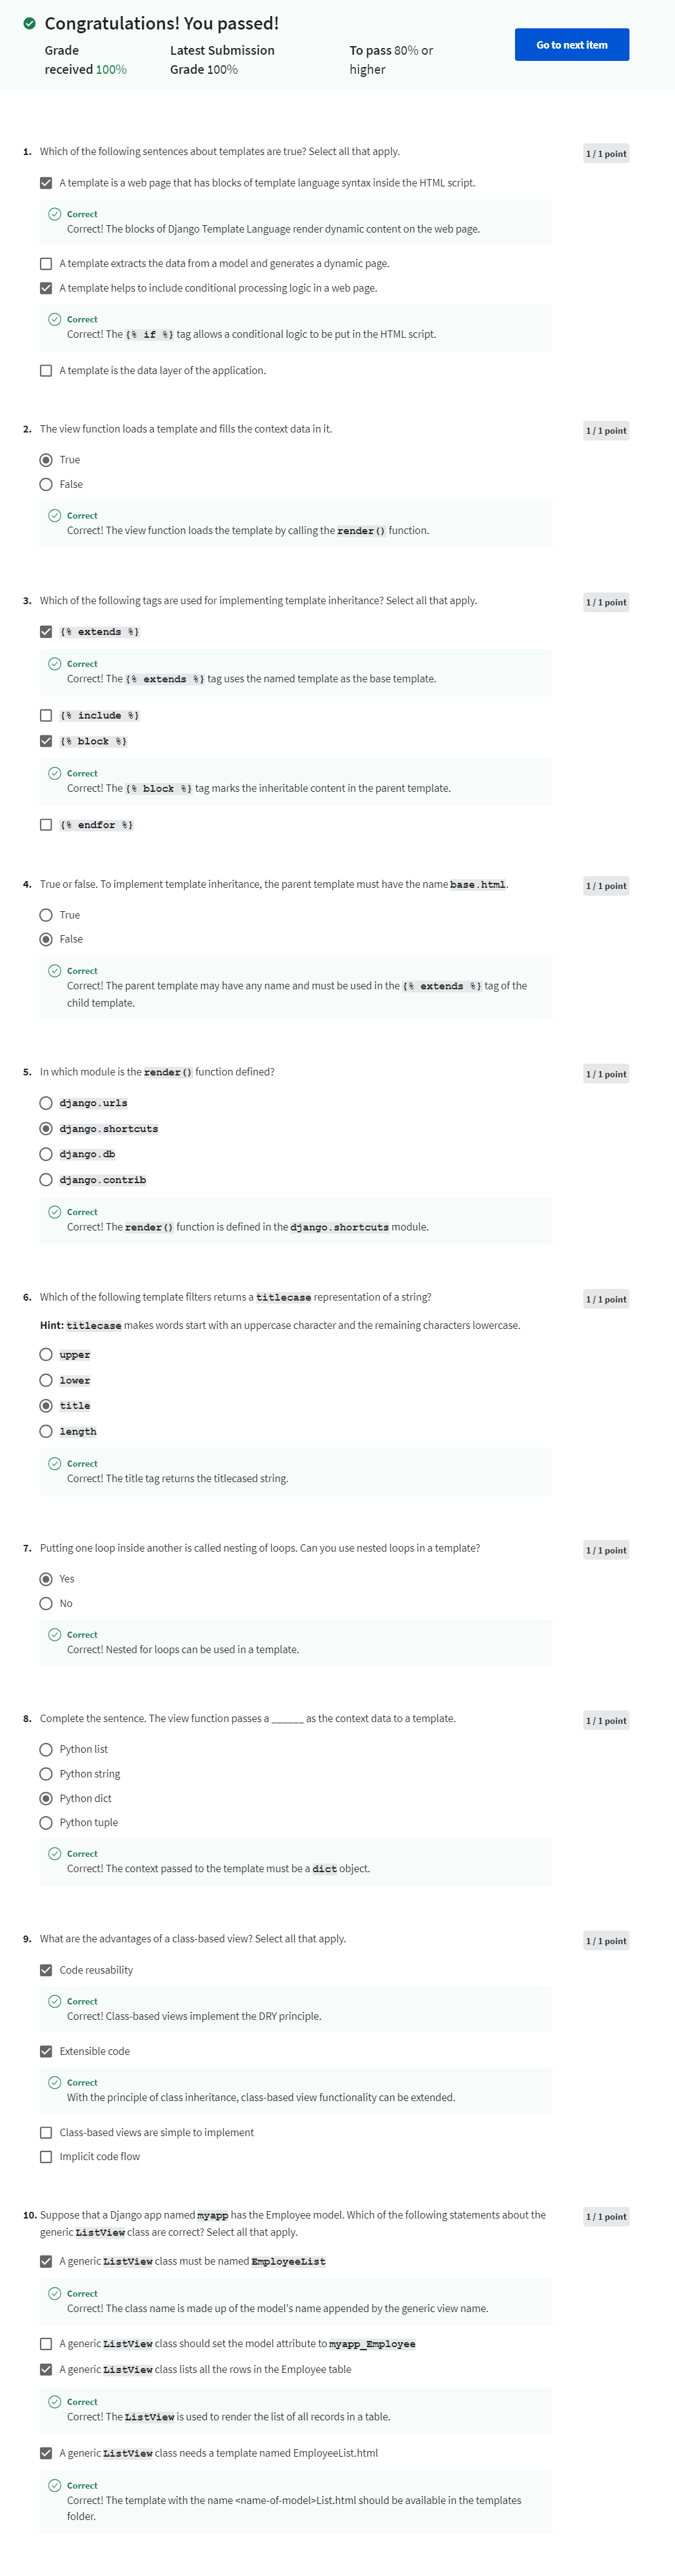 Congratulations! You passed!
Grade
received 100%
Latest Submission
Grade 100%
To pass 80% or
higher
Go to next item
1. Which of the following sentences about templates are true? Select all that apply.
1 / 1 point
A template is a web page that has blocks of template language syntax inside the HTML script.
Correct
Correct! The blocks of Django Template Language render dynamic content on the web page.
A template extracts the data from a model and generates a dynamic page.
A template helps to include conditional processing logic in a web page.
Correct
Correct! The {% if %} tag allows a conditional logic to be put in the HTML script.
A template is the data layer of the application.
2. The view function loads a template and fills the context data in it.
1 / 1 point
True
False
Correct
Correct! The view function loads the template by calling the render() function.
3. Which of the following tags are used for implementing template inheritance? Select all that apply.
1 / 1 point
{% extends %}
Correct
Correct! The {% extends %} tag uses the named template as the base template.
{% include %}
{% block %}
Correct
Correct! The {% block %} tag marks the inheritable content in the parent template.
{% endfor %}
4. True or false. To implement template inheritance, the parent template must have the name base.html.
1 / 1 point
True
False
Correct
Correct! The parent template may have any name and must be used in the {% extends %} tag of the
child template.
5. In which module is the render() function defined?
1 / 1 point
django.urls
django.shortcuts
django.db
django.contrib
Correct
Correct! The render() function is defined in the django.shortcuts module.
6. Which of the following template filters returns a titlecase representation of a string?
1 / 1 point
Hint: titlecase makes words start with an uppercase character and the remaining characters lowercase.
upper
lower
title
length
Correct
Correct! The title tag returns the titlecased string.
7. Putting one loop inside another is called nesting of loops. Can you use nested loops in a template?
1 / 1 point
Yes
No
Correct
Correct! Nested for loops can be used in a template.
8. Complete the sentence. The view function passes a ______ as the context data to a template.
1 / 1 point
Python list
Python string
Python dict
Python tuple
Correct
Correct! The context passed to the template must be a dict object.
9. What are the advantages of a class-based view? Select all that apply.
1 / 1 point
Code reusability
Correct
Correct! Class-based views implement the DRY principle.
Extensible code
Correct
With the principle of class inheritance, class-based view functionality can be extended.
Class-based views are simple to implement
Implicit code flow
10. Suppose that a Django app named myapp has the Employee model. Which of the following statements about the
generic ListView class are correct? Select all that apply.
1 / 1 point
A generic ListView class must be named EmployeeList
Correct
Correct! The class name is made up of the model's name appended by the generic view name.
A generic ListView class should set the model attribute to myapp_Employee
A generic ListView class lists all the rows in the Employee table
Correct
Correct! The ListView is used to render the list of all records in a table.
A generic ListView class needs a template named EmployeeList.html
Correct
Correct! The template with the name <name-of-model>List.html should be available in the templates
folder.